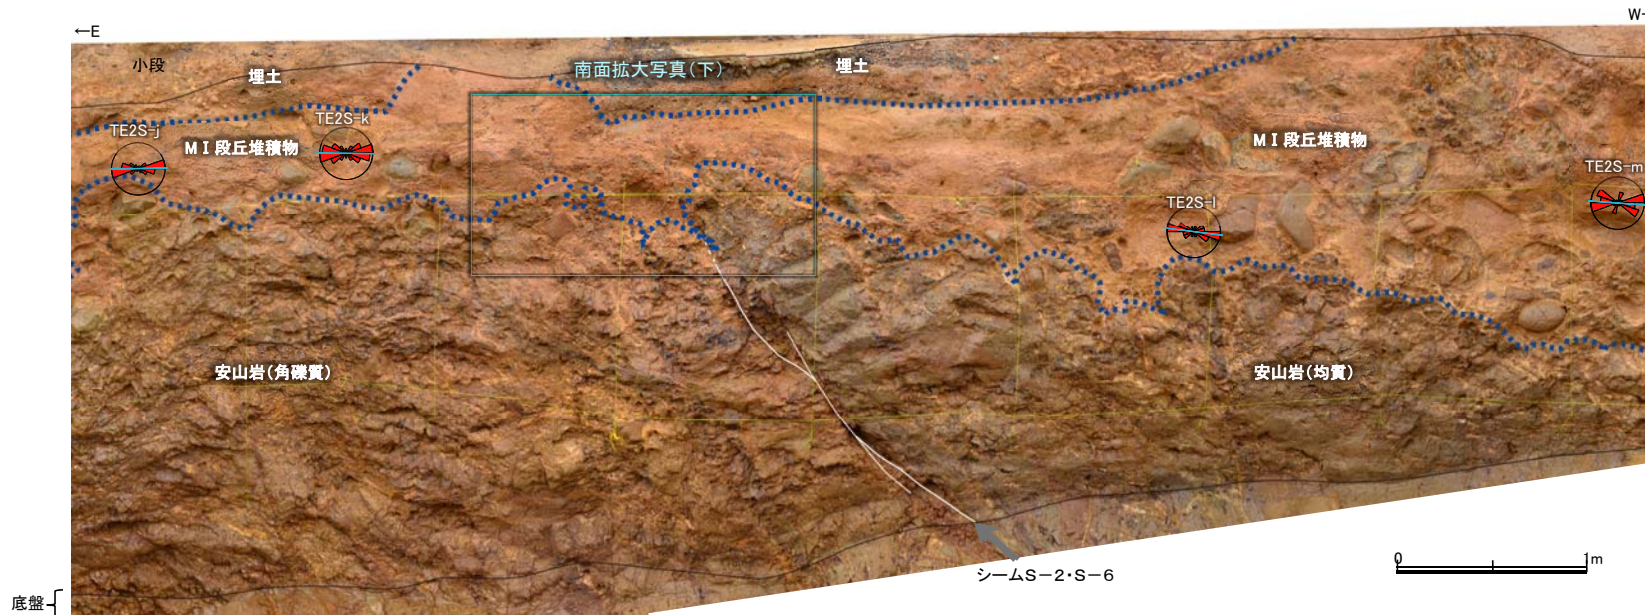 ←E
W-
小段
埋土
南面拡大写真(下)
埋土
TE2S-j
TE2S-k
MⅠ段丘堆積物
MⅠ段丘堆積物
TE2S-m
TE2S-l
安山岩(角礫質)
安山岩(均質)
シームS-2・S-6
0
1m
底盤